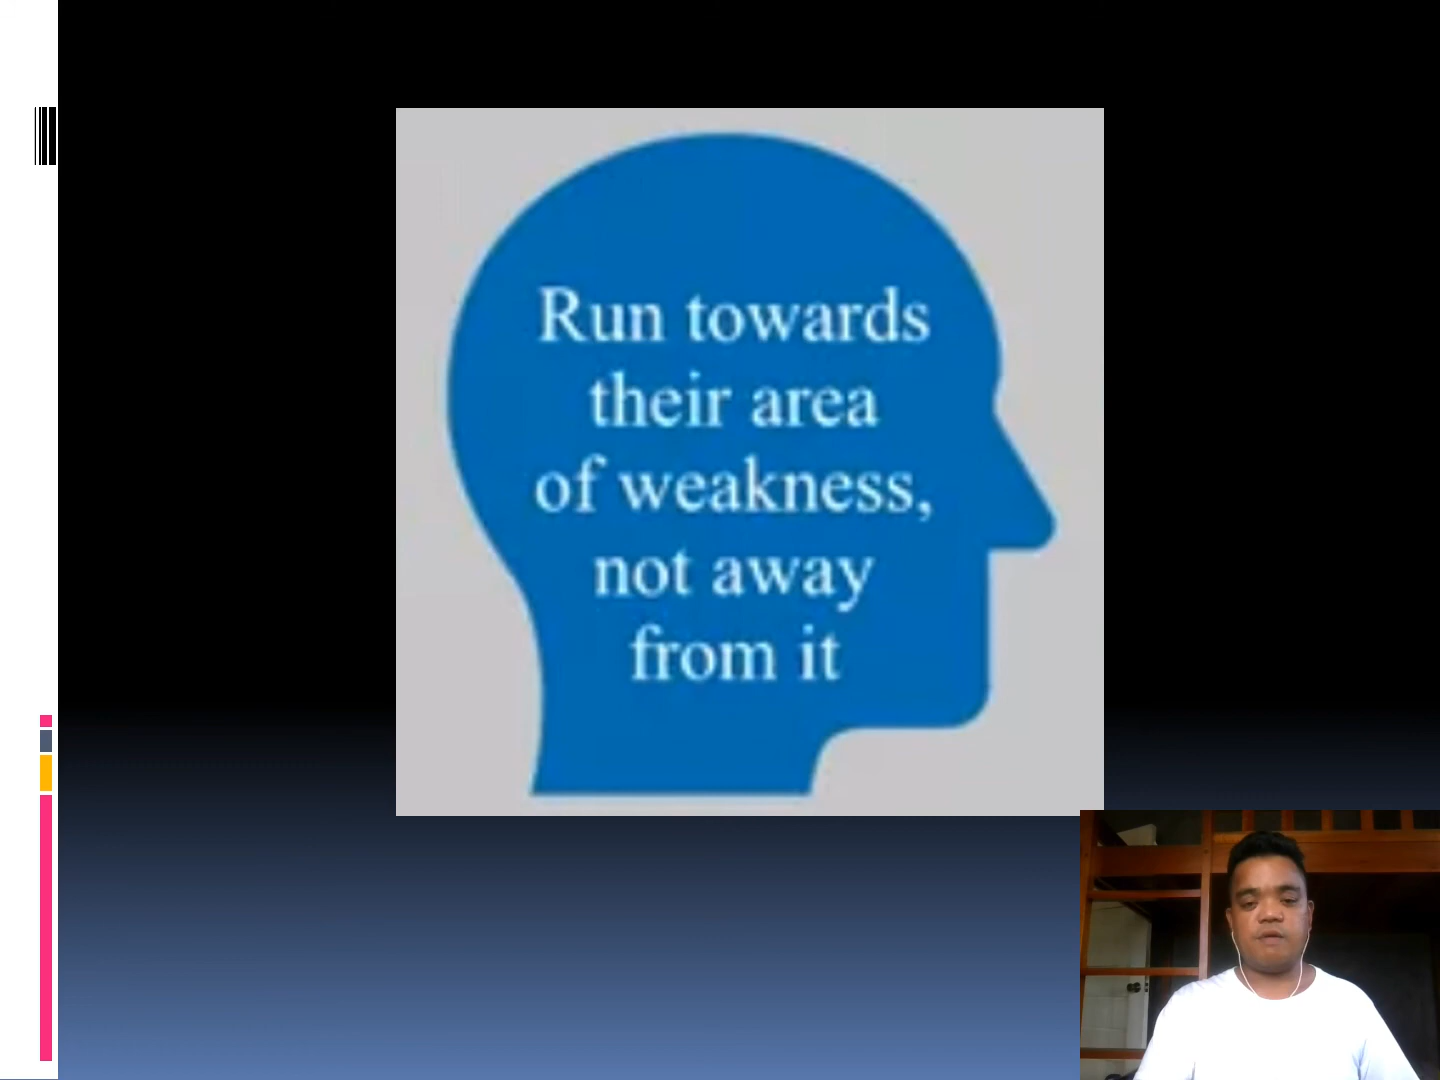 Run towards
their area
of weakness,
not away
from it